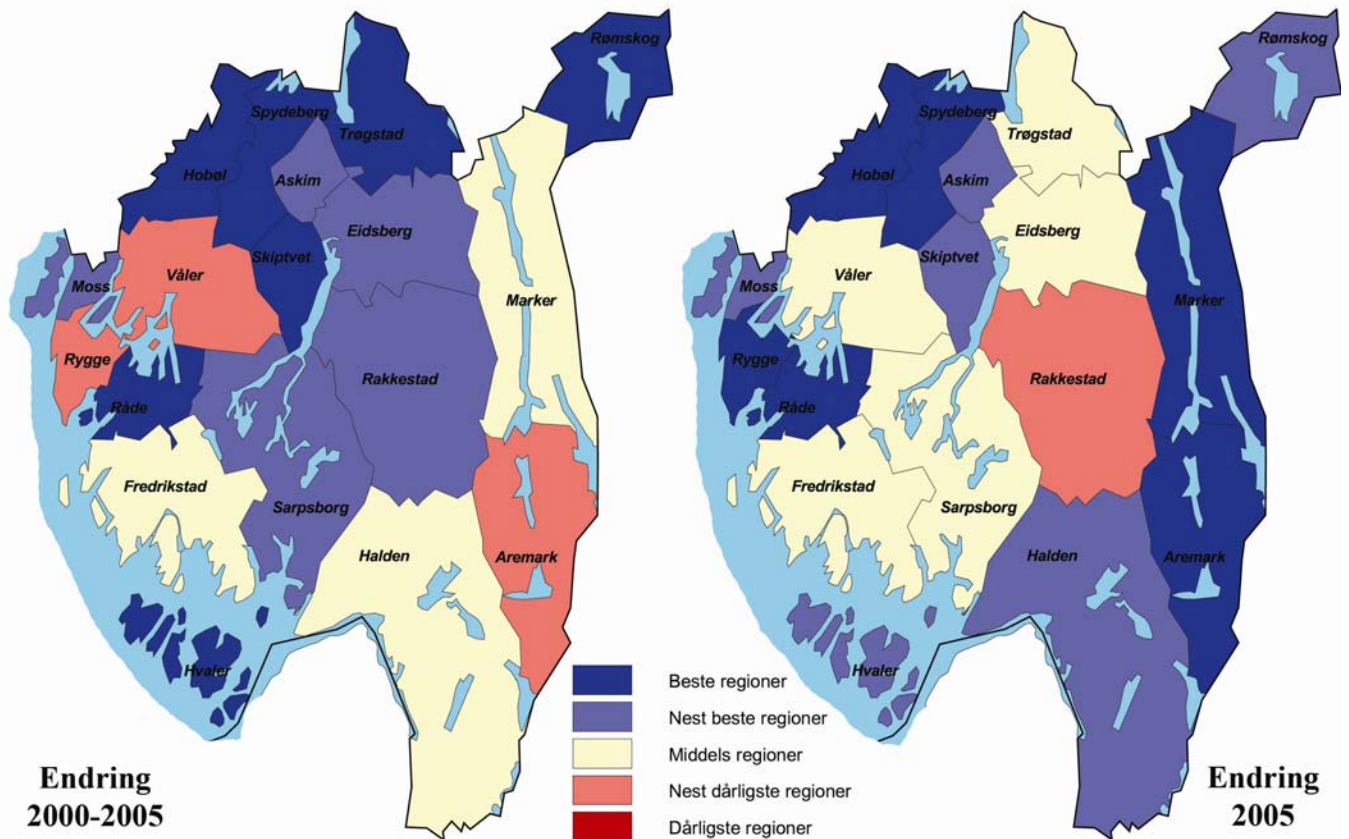 Rømskog
Spydeberg
Trøgstad
Hobøl
Askim
Eidsberg
Skiptvet
Våler
Moss
Marker
Rygge
Rakkestad
Råde
Fredrikstad
Sarpsborg
Halden
Aremark
Hvaler
Endring
2000-2005
Beste regioner
Nest beste regioner
Middels regioner
Nest dårligste regioner
Dårligste regioner
Rømskog
Spydeberg
Trøgstad
Hobøl
Askim
Eidsberg
Skiptvet
Våler
Moss
Marker
Rygge
Rakkestad
Råde
Fredrikstad
Sarpsborg
Halden
Aremark
Hvaler
Endring
2005